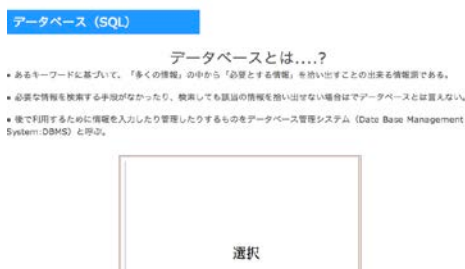 データベース（SQL）
データベースとは....?
• あるキーワードに基づいて、「多くの情報」の中から「必要とする情報」を拾い出すことの出来る情報源である。
• 必要な情報を検索する手段がなかったり、検索しても該当の情報を拾い出せない場合はでデータベースとは言えない。
• 後で利用するために情報を入力したり管理したりするものをデータベース管理システム（Date Base Management
System:DBMS）と呼ぶ。
選択